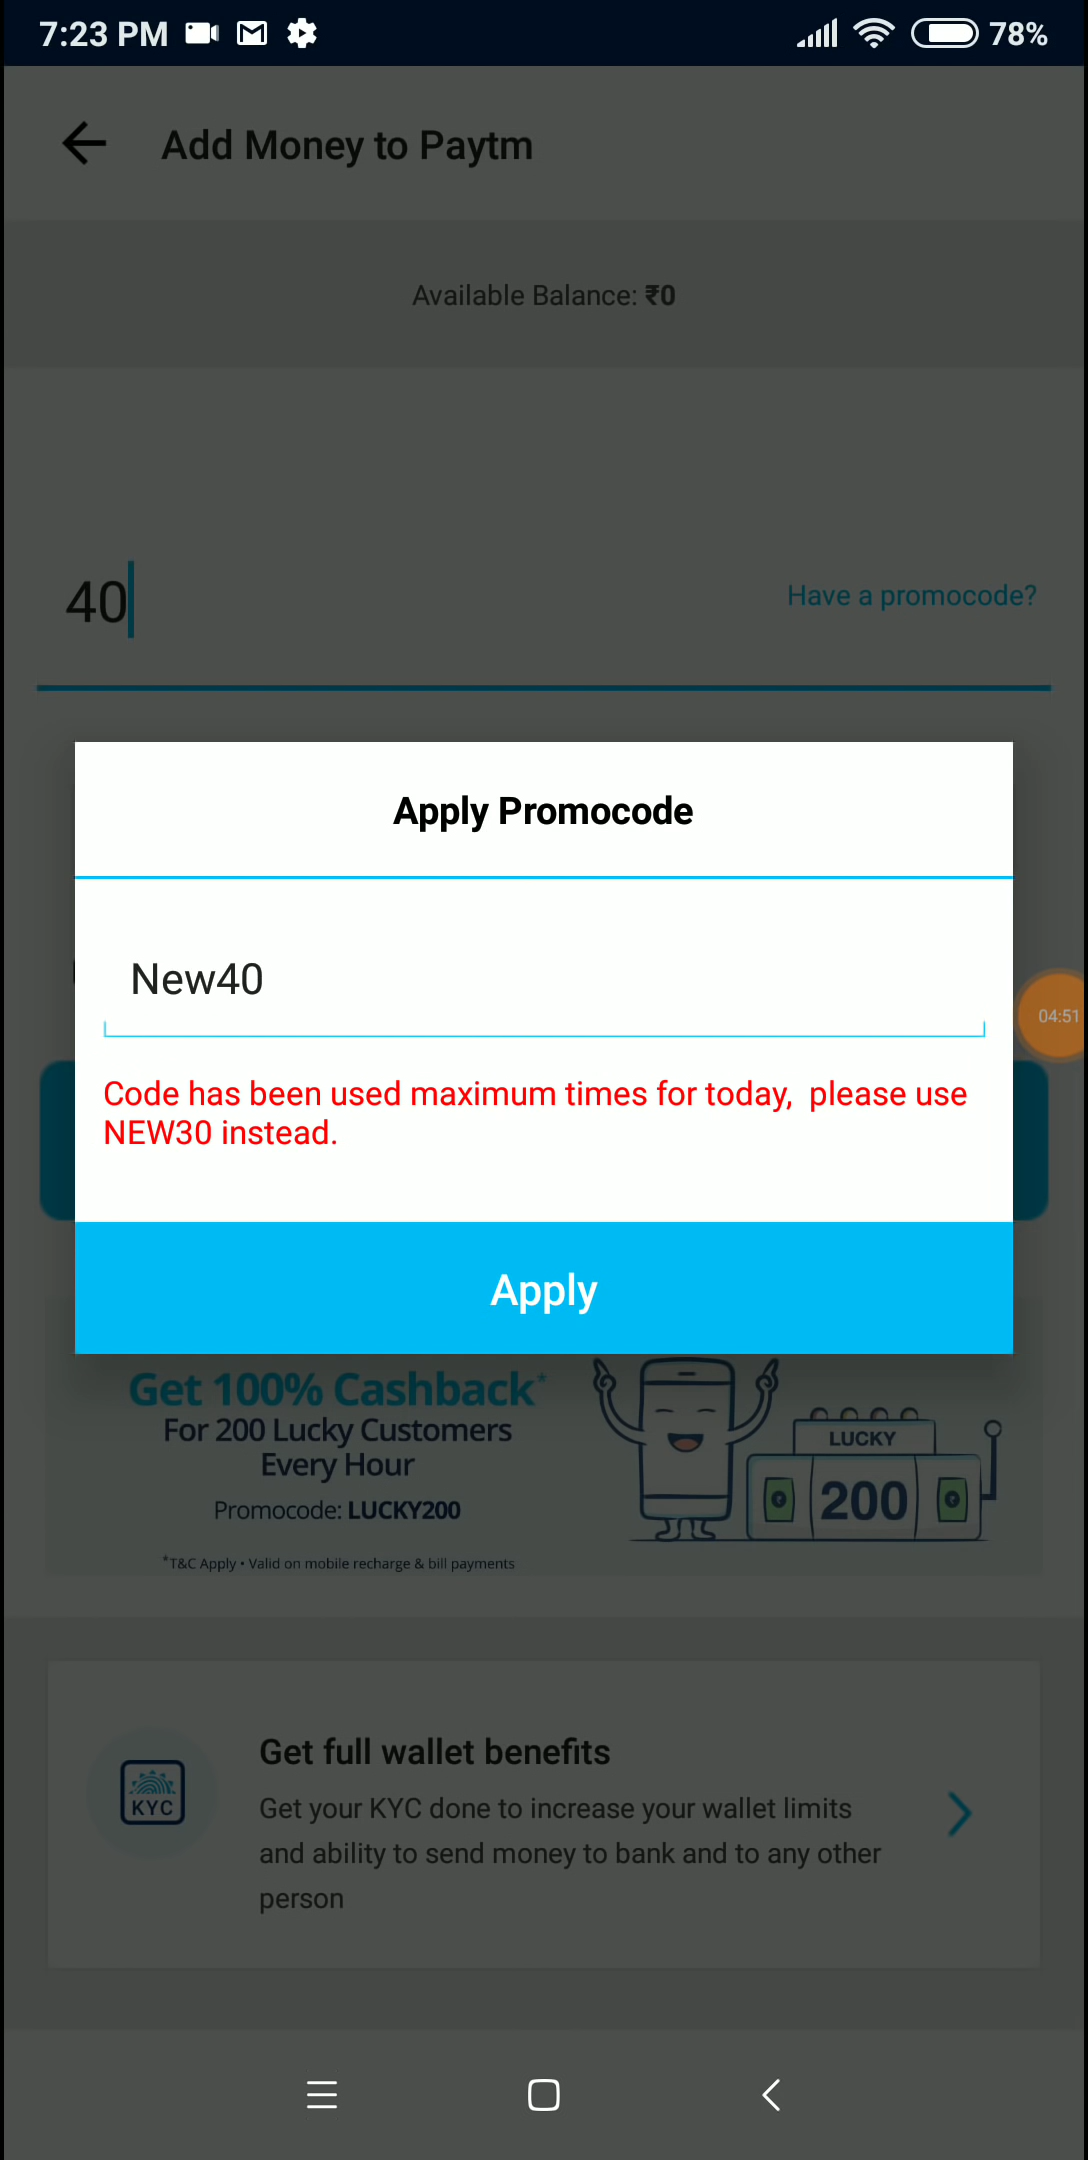 7:23 PM 78%
Add Money to Paytm
Available Balance: ₹0
40
Have a promocode?
Apply Promocode
New40
04:51
Code has been used maximum times for today,  please use
NEW30 instead.
Apply
Get 100% Cashback*
For 200 Lucky Customers
Every Hour
Promocode: LUCKY200
*T&C Apply • Valid on mobile recharge & bill payments
LUCKY
200
Get full wallet benefits
KYC
Get your KYC done to increase your wallet limits
and ability to send money to bank and to any other
person